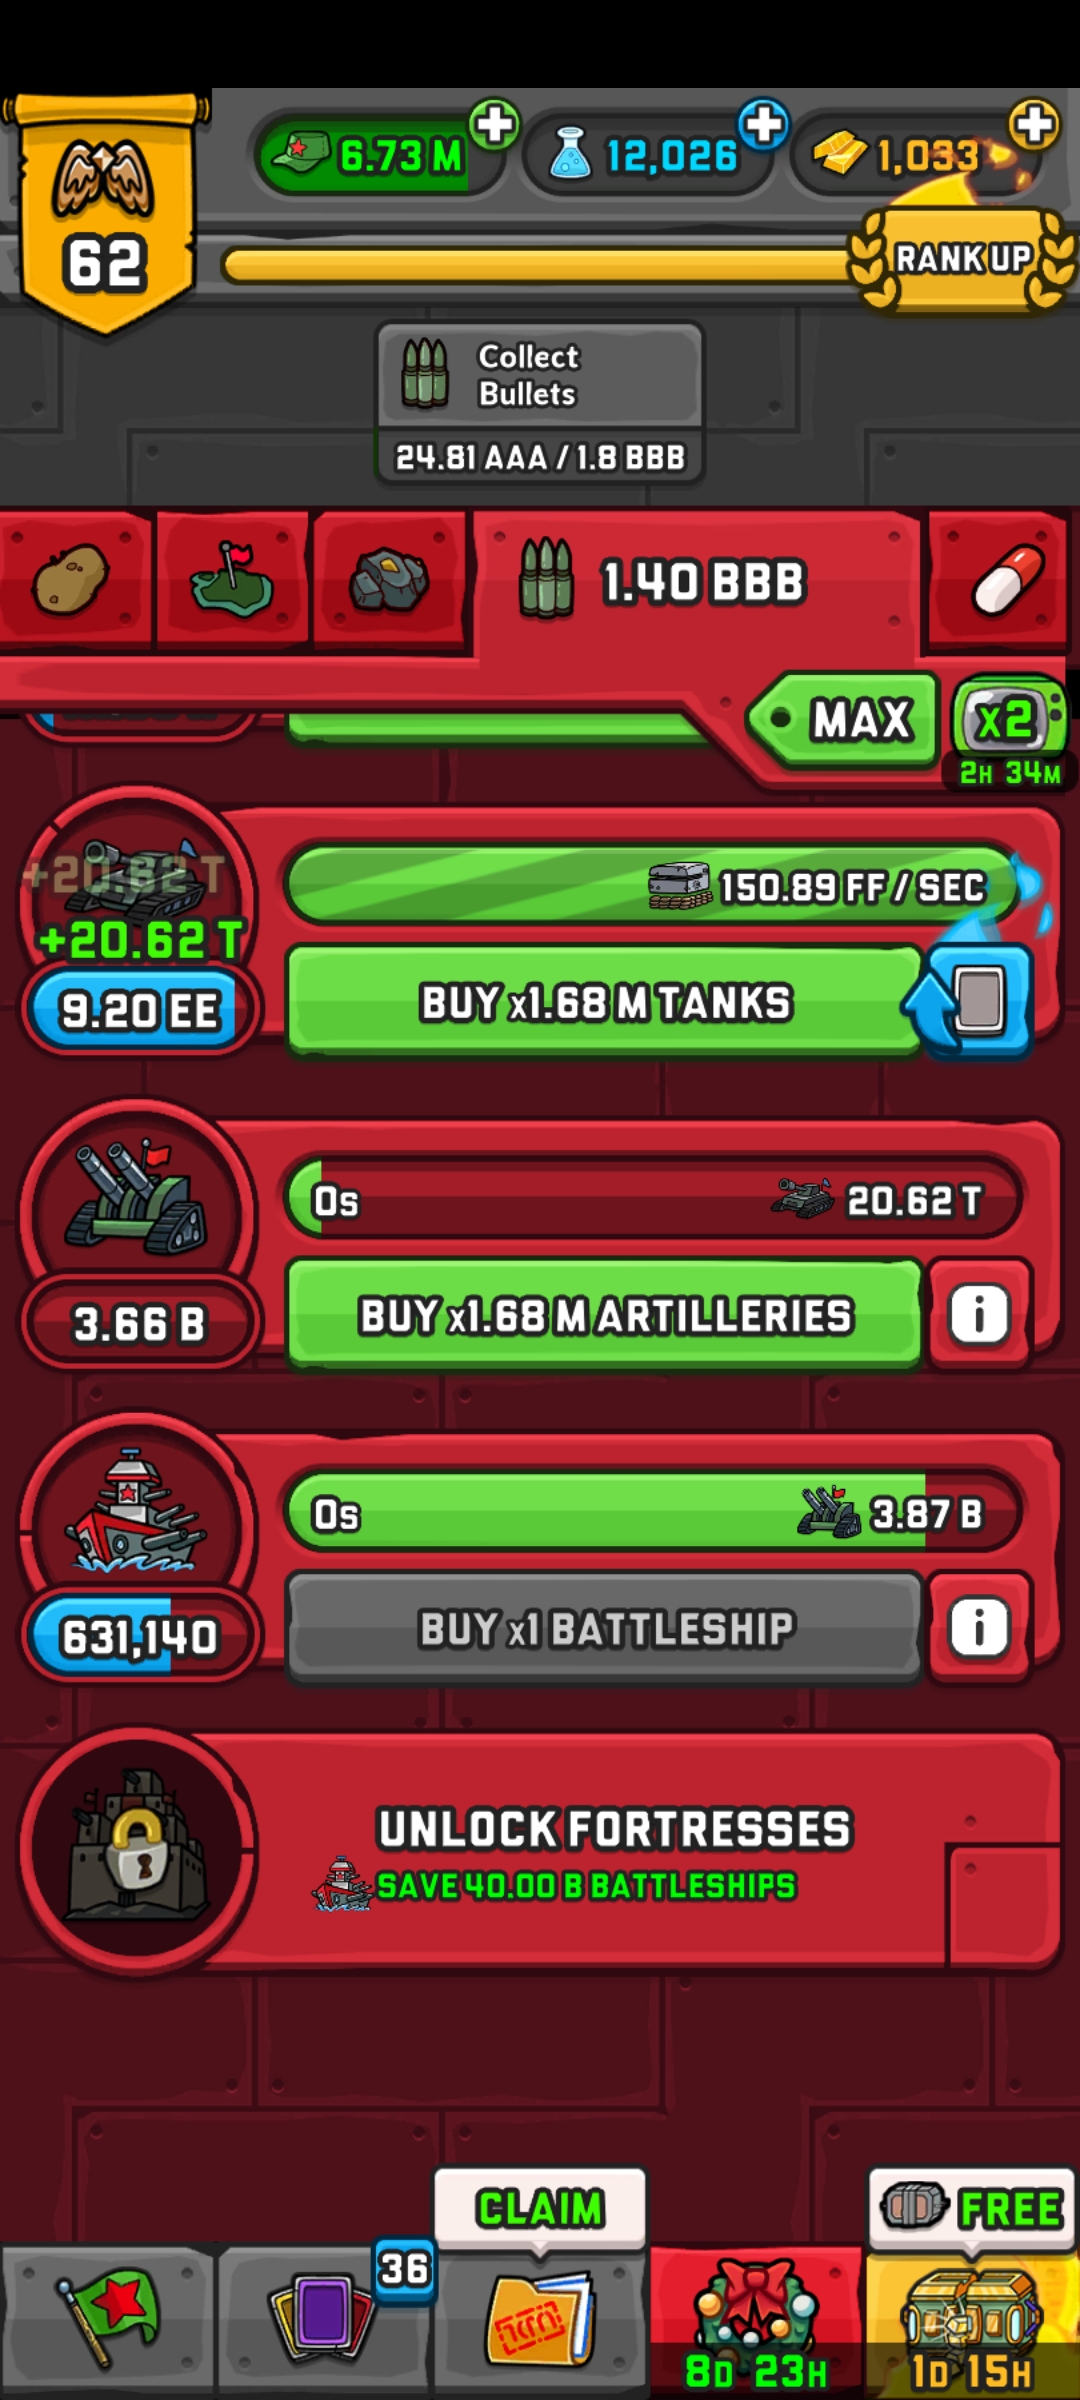 6.73 M
12,026
1,033
62
RANK UP
Collect
Bullets
24.81 AAA / 1.8 BBB
1.40 BBB
MAX
x2
2H 34M
+20.62 T
+20.62 T
150.89 FF / SEC
9.20 EE
BUY x1.68 M TANKS
0s
20.62 T
3.66 B
BUY x1.68 M ARTILLERIES
0s
3.87 B
631,140
BUY x1 BATTLESHIP
UNLOCK FORTRESSES
SAVE 40.00 B BATTLESHIPS
CLAIM
FREE
36
8D 23H
1D 15H